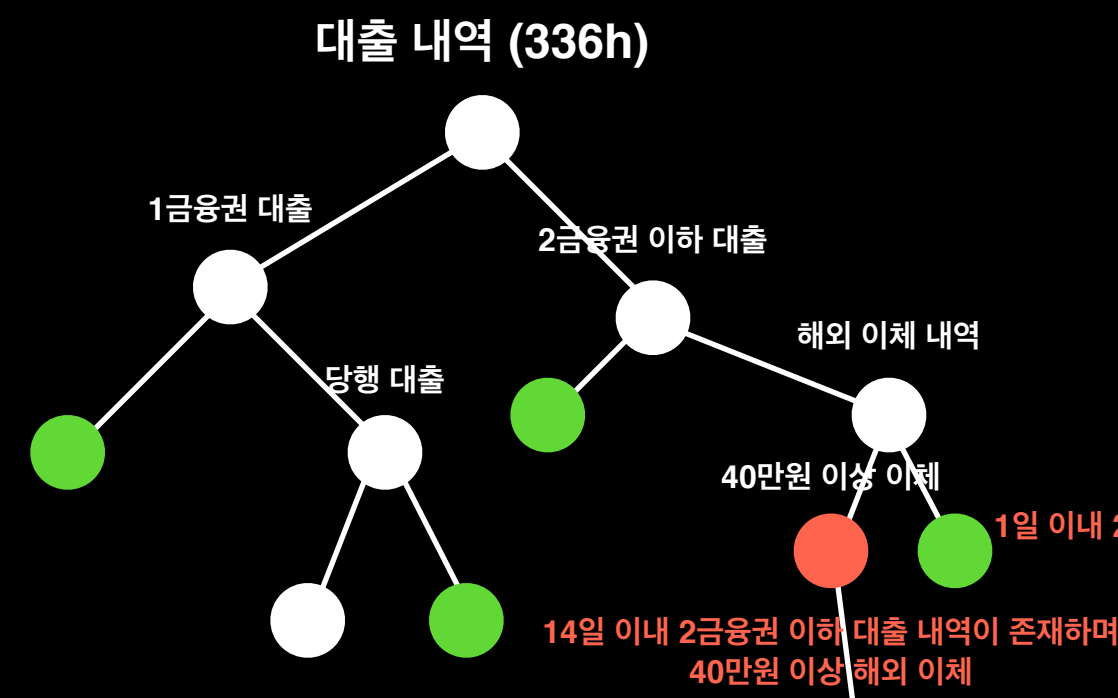 대출 내역 (336h)
1금융권 대출
2금융권 이하 대출
해외 이체 내역
당행 대출
40만원 이상 이체
1일 이내
14일 이내 2금융권 이하 대출 내역이 존재하며
40만원 이상 해외 이체